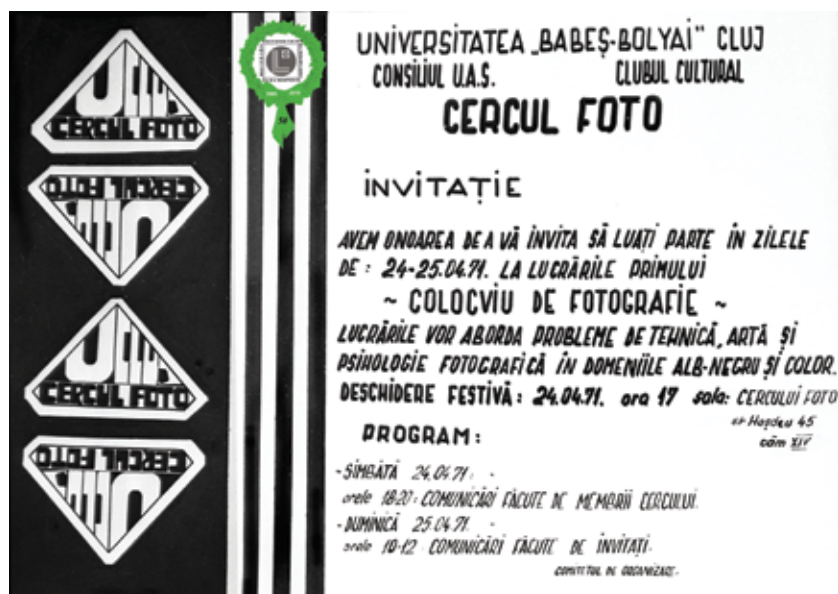 CERCUL FOTO
CERCUL FOTO
CERCUL FOTO
CERCUL FOTO
50
UNIVERSITATEA „BABEŞ-BOLYAI" CLUJ
CONSILIUL U.A.S. CLUBUL CULTURAL
CERCUL FOTO
INVITAŢIE
AVEM ONOAREA DE A VĂ INVITA SĂ LUAŢI PARTE ÎN ZILELE
DE: 24-25.04.71. LA LUCRĂRILE PRIMULUI
~ COLOCVIU DE FOTOGRAFIE ~
LUCRĂRILE VOR ABORDA PROBLEME DE TEHNICĂ, ARTĂ ŞI
PSIHOLOGIE FOTOGRAFICĂ ÎN DOMENIILE ALB-NEGRU ŞI COLOR.
DESCHIDERE FESTIVĂ: 24.04.71. ora 17 sala: CERCULUI FOTO
str Haşdeu 45
căm XIV
PROGRAM:
-SÎMBĂTĂ 24.04.71: -
orele 18-20: COMUNICĂRI FĂCUTE DE MEMBRII CERCULUI.
-DUMINICĂ 25.04.71. -
orele 10-12 COMUNICĂRI FĂCUTE DE INVITAŢI.
COMITETUL DE ORGANIZARE.